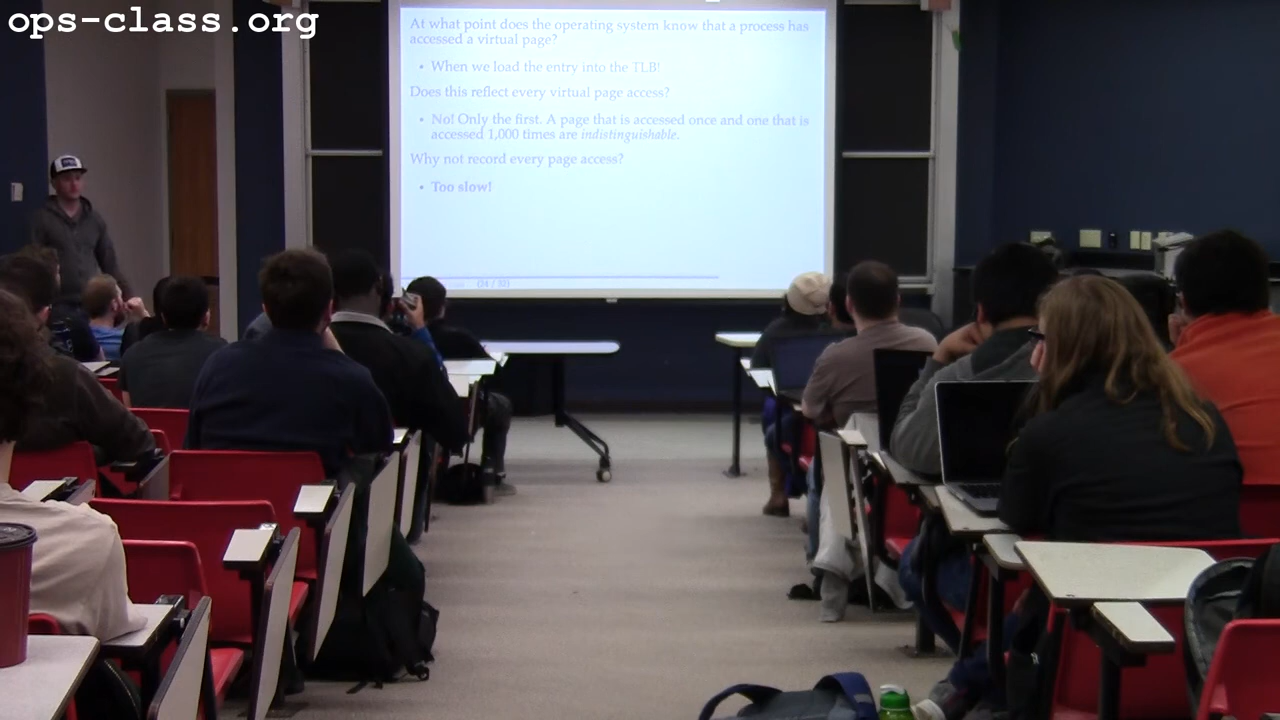 ops-class.org
At what point does the operating system know that a process has
accessed a virtual page?
• When we load the entry into the TLB!
Does this reflect every virtual page access?
• No! Only the first. A page that is accessed once and one that is
accessed 1,000 times are indistinguishable.
Why not record every page access?
• Too slow!